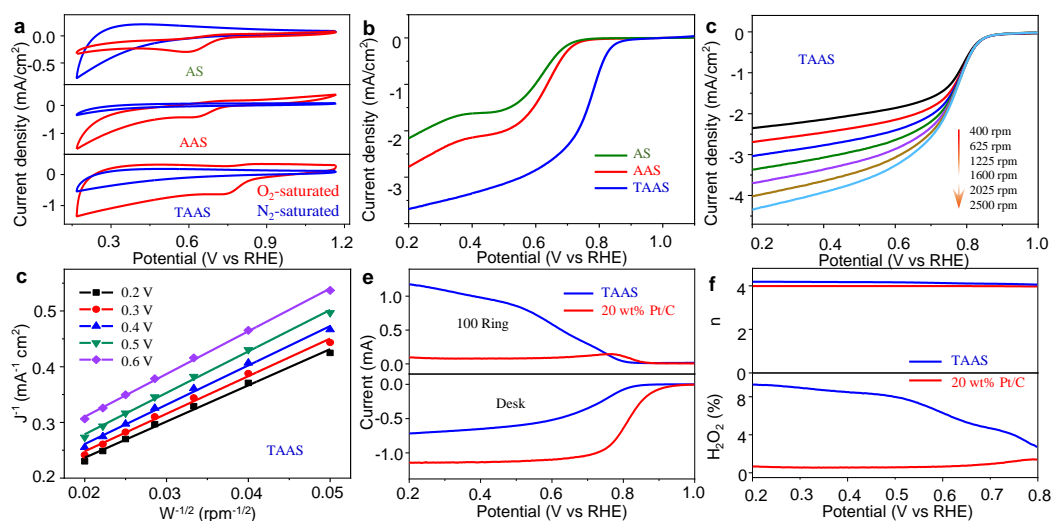 a
Current density (mA/cm²)
0.0
-0.5
AS
0
-1
AAS
0
-1
O₂-saturated
N₂-saturated
TAAS
0.3 0.6 0.9 1.2
Potential (V vs RHE)
b
Current density (mA/cm²)
0
-1
-2
-3
AS
AAS
TAAS
0.2 0.4 0.6 0.8 1.0
Potential (V vs RHE)
c
Current density (mA/cm²)
0
-1
-2
-3
-4
TAAS
400 rpm
625 rpm
1225 rpm
1600 rpm
2025 rpm
2500 rpm
0.2 0.4 0.6 0.8 1.0
Potential (V vs RHE)
c
J⁻¹ (mA⁻¹ cm²)
0.5
0.4
0.3
0.2
0.2 V
0.3 V
0.4 V
0.5 V
0.6 V
TAAS
0.02 0.03 0.04 0.05
W⁻¹/² (rpm⁻¹/²)
e
Current (mA)
1.0
0.5
0.0
TAAS
20 wt% Pt/C
100 Ring
0.0
-0.5
-1.0
Desk
0.2 0.4 0.6 0.8 1.0
Potential (V vs RHE)
f
n
4
0
TAAS
20 wt% Pt/C
H₂O₂ (%)
8
4
0
0.2 0.3 0.4 0.5 0.6 0.7 0.8
Potential (V vs RHE)